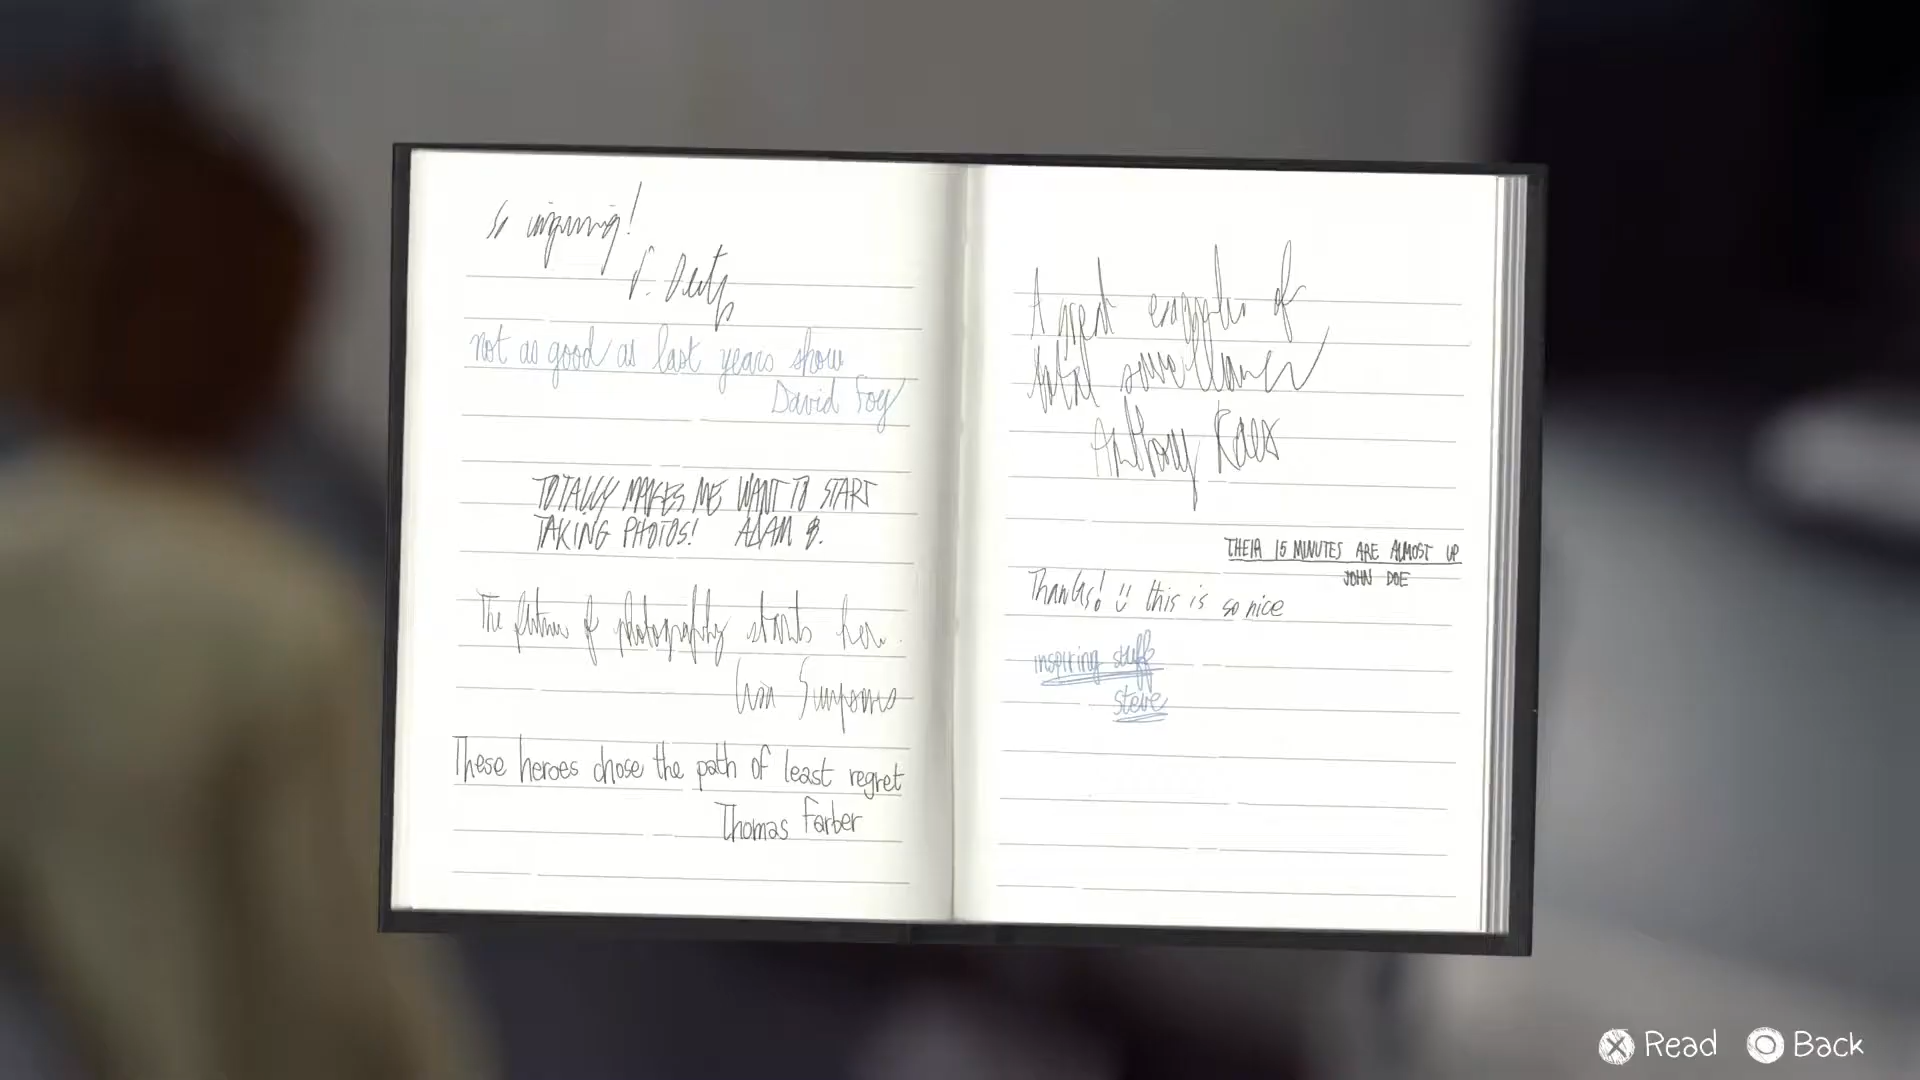 So inspiring!
not as good as last years show
David Fog
TOTALLY MAKES ME WANT TO START
TAKING PHOTOS! ADAM B.
The future of photography starts here.
These heroes chose the path of least regret
Thomas Farber
A great example of
total surveillance
Anthony Kaes
THEIR 15 MINUTES ARE ALMOST UP
JOHN DOE
Thanks! this is so nice
inspiring stuff
steve
Read Back